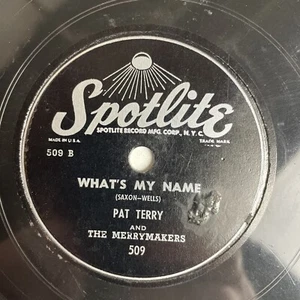 Spotlite
SPOTLITE RECORD MFG. CORP., N.Y.C.
MADE IN U.S.A.
TRADE MARK
509 B
WHAT'S MY NAME
(SAXON-WELLS)
PAT TERRY
AND
THE MERRYMAKERS
509